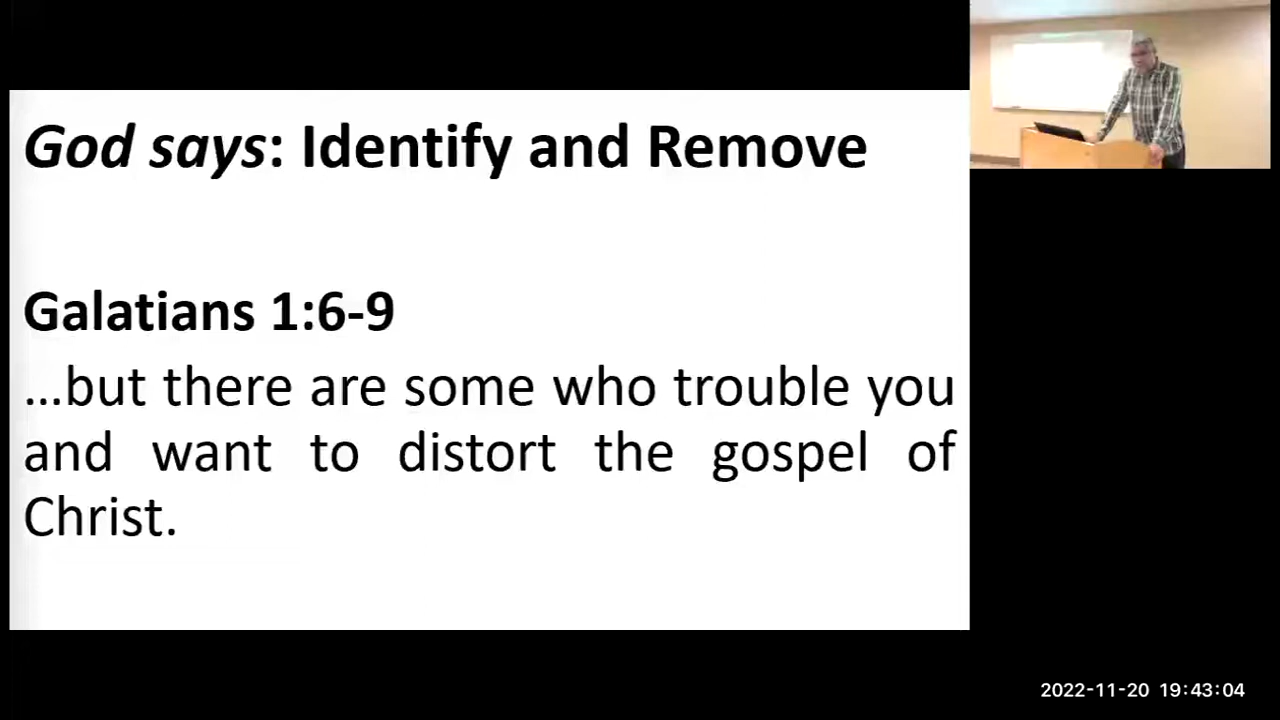 God says: Identify and Remove
Galatians 1:6-9
...but there are some who trouble you
and want to distort the gospel of
Christ.
2022-11-20 19:43:04